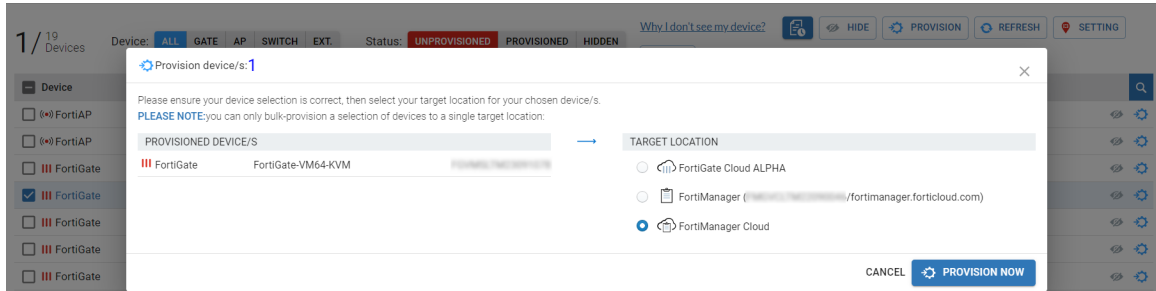 1/ 19 Devices
Device: ALL GATE AP SWITCH EXT. Status: UNPROVISIONED PROVISIONED HIDDEN
Why I don't see my device? HIDE PROVISION REFRESH SETTING
Provision device/s:1
Device
Please ensure your device selection is correct, then select your target location for your chosen device/s.
PLEASE NOTE:you can only bulk-provision a selection of devices to a single target location:
FortiAP
FortiAP
FortiGate
FortiGate
FortiGate
FortiGate
FortiGate
PROVISIONED DEVICE/S
FortiGate FortiGate-VM64-KVM
TARGET LOCATION
FortiGate Cloud ALPHA
FortiManager ( /fortimanager.forticloud.com)
FortiManager Cloud
CANCEL PROVISION NOW